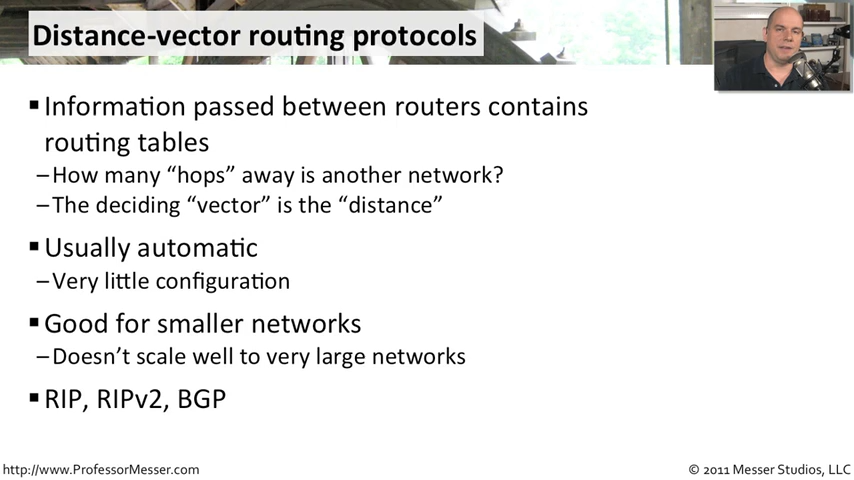 Distance-vector routing protocols
▪ Information passed between routers contains
routing tables
– How many “hops” away is another network?
– The deciding “vector” is the “distance”
▪ Usually automatic
– Very little configuration
▪ Good for smaller networks
– Doesn’t scale well to very large networks
▪ RIP, RIPv2, BGP
http://www.ProfessorMesser.com
© 2011 Messer Studios, LLC